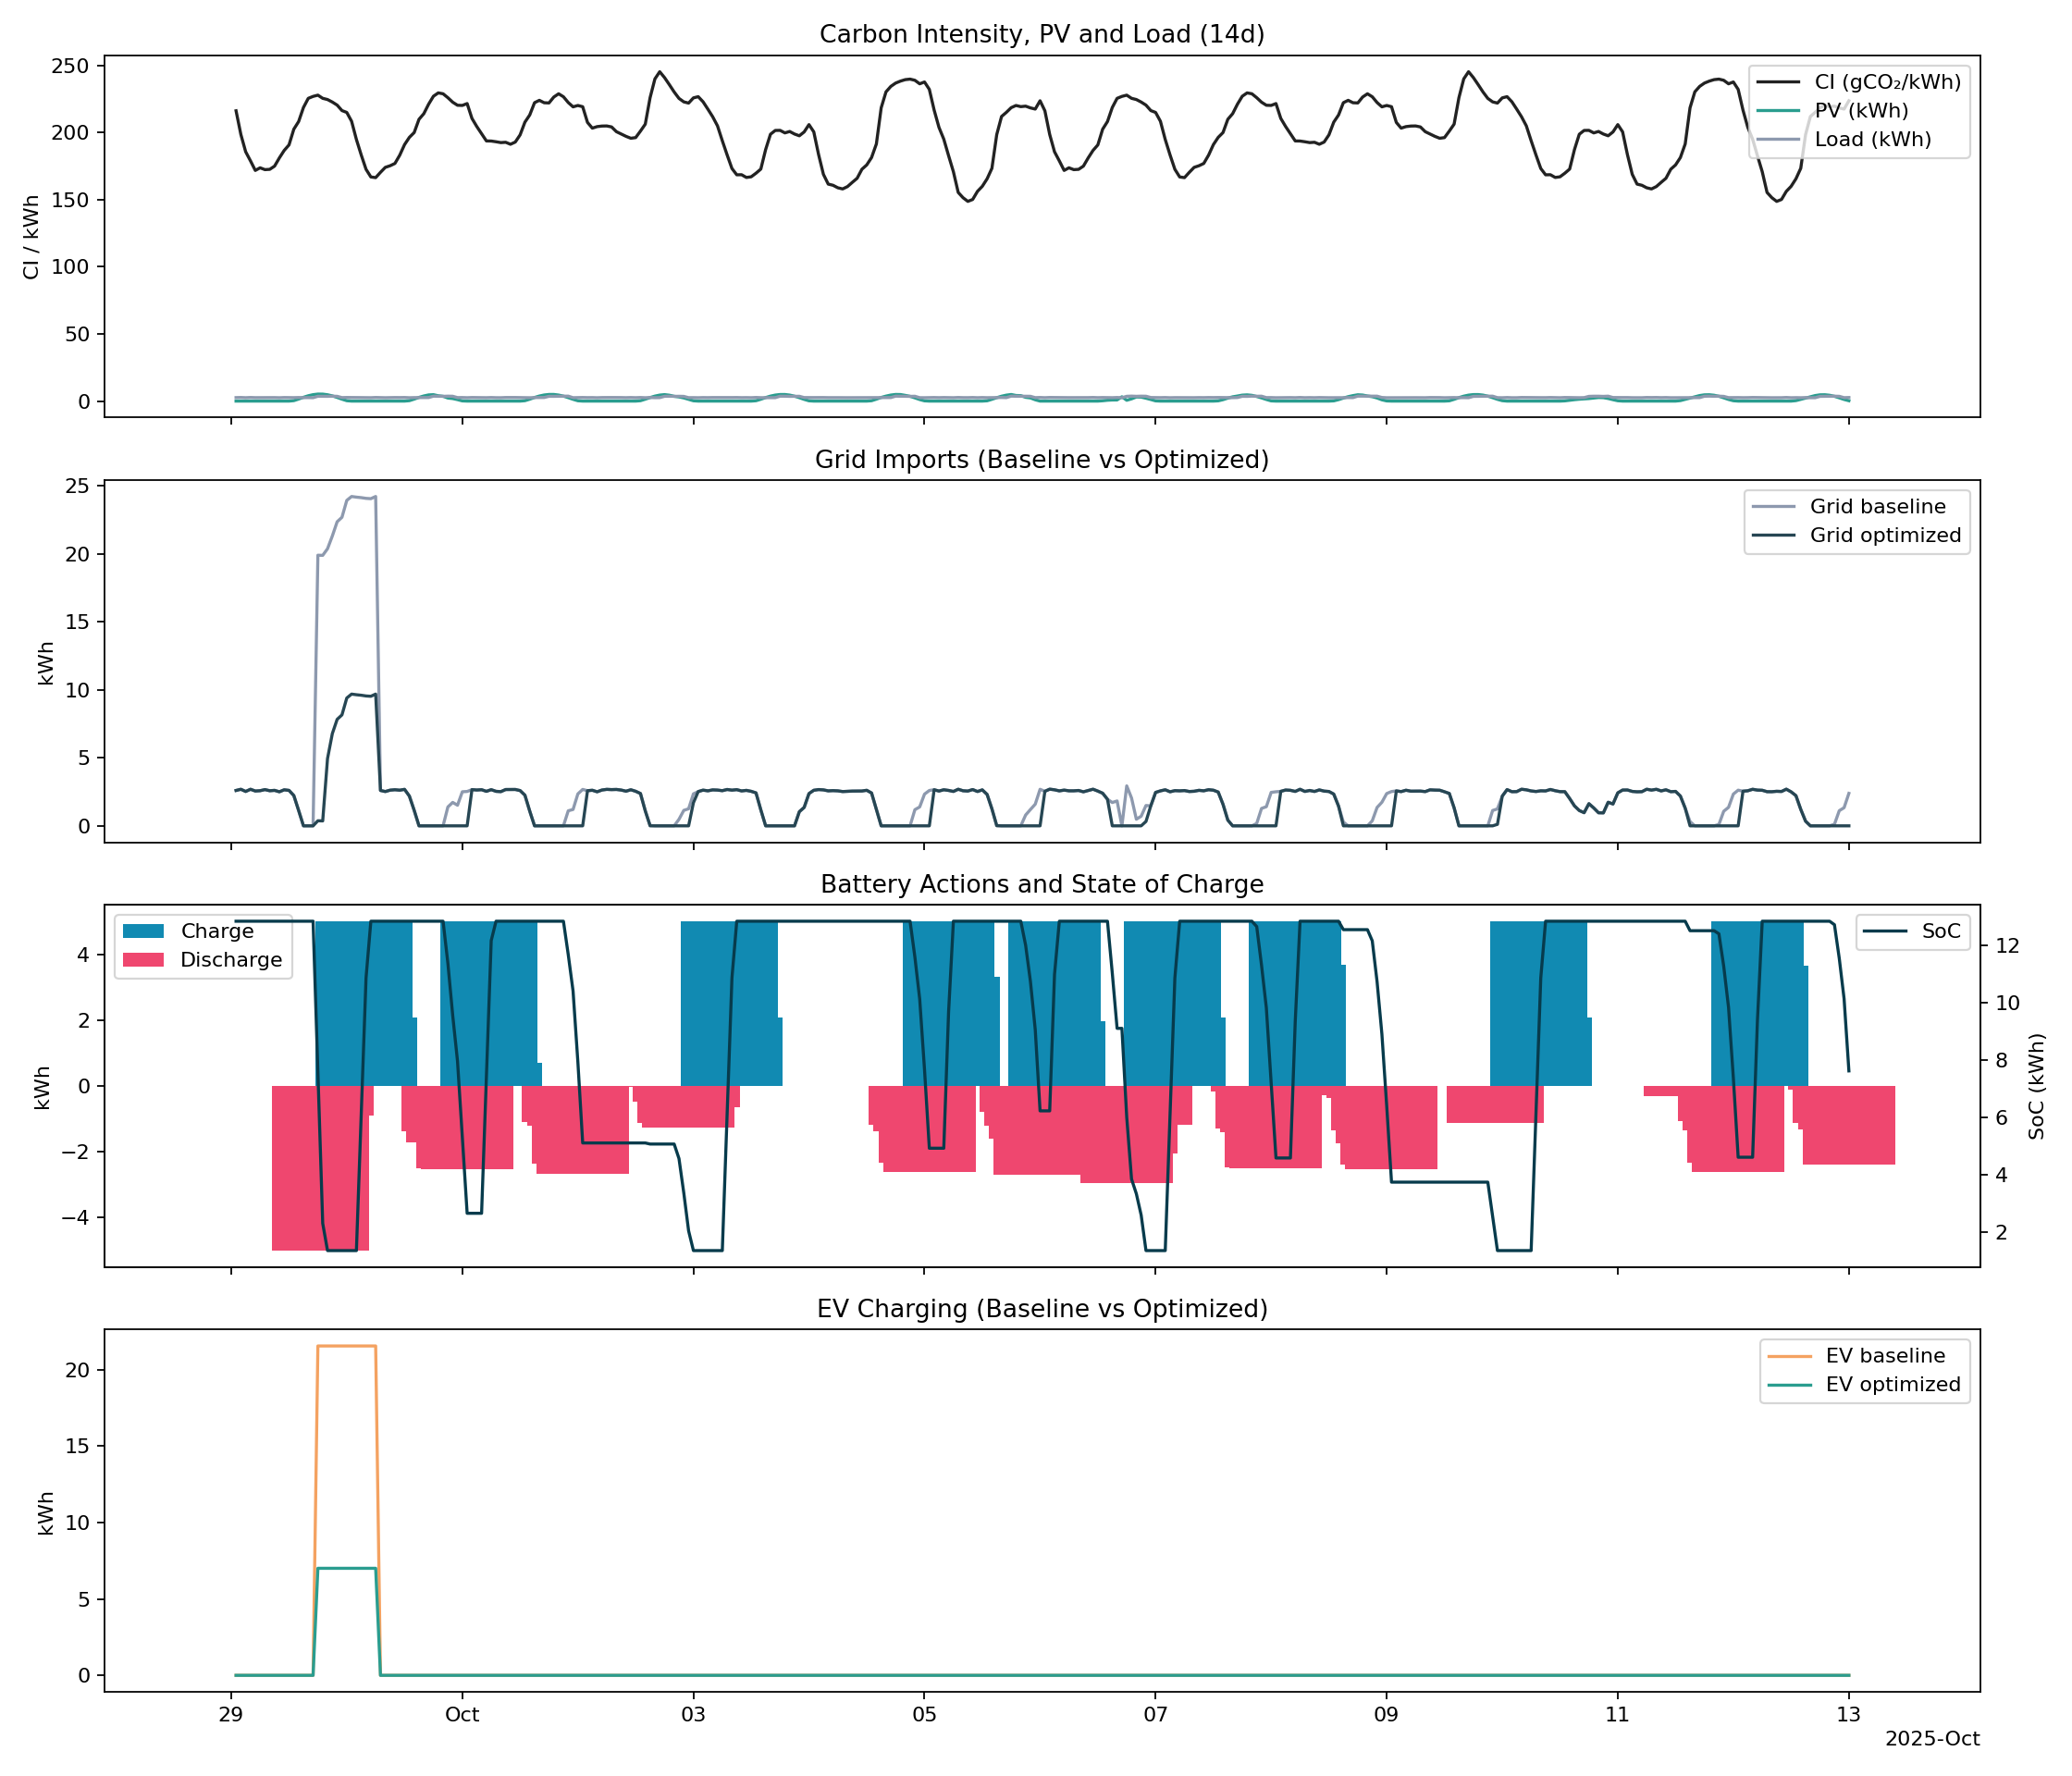 Carbon Intensity, PV and Load (14d)
CI / kWh
250
200
150
100
50
0
CI (gCO₂/kWh)
PV (kWh)
Load (kWh)
Grid Imports (Baseline vs Optimized)
kWh
25
20
15
10
5
0
Grid baseline
Grid optimized
Battery Actions and State of Charge
kWh
4
2
0
−2
−4
Charge
Discharge
SoC
12
10
8
6
4
2
SoC (kWh)
EV Charging (Baseline vs Optimized)
kWh
20
15
10
5
0
EV baseline
EV optimized
29 Oct 03 05 07 09 11 13
2025-Oct